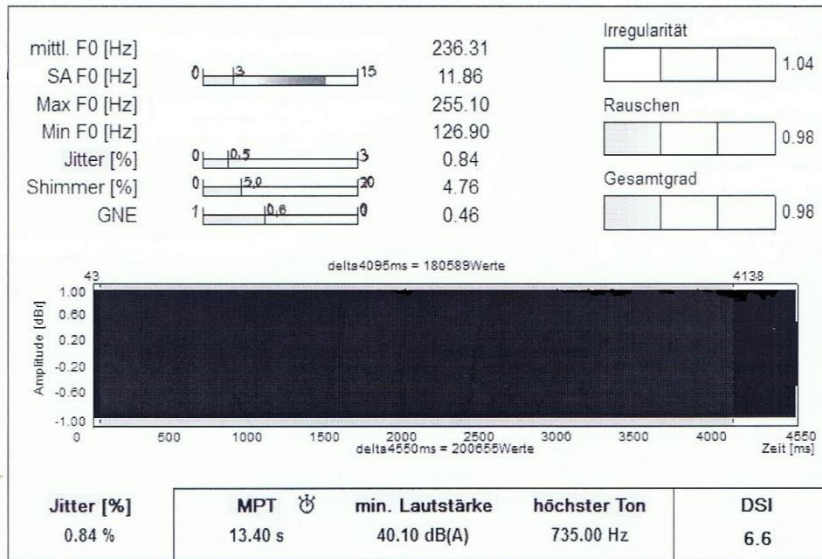 mittl. F0 [Hz] 236.31
SA F0 [Hz] 0 3 15 11.86
Max F0 [Hz] 255.10
Min F0 [Hz] 126.90
Jitter [%] 0 0.5 3 0.84
Shimmer [%] 0 5,0 20 4.76
GNE 1 0,6 0 0.46
Irregularität
1.04
Rauschen
0.98
Gesamtgrad
0.98
delta4095ms = 180589Werte
43 4138
Amplitude [dBr]
1.00
0.60
0.20
-0.20
-0.60
-1.00
0 500 1000 1500 2000 2500 3000 3500 4000 4550
delta4550ms = 200655Werte Zeit [ms]
Jitter [%] MPT min. Lautstärke höchster Ton DSI
0.84 % 13.40 s 40.10 dB(A) 735.00 Hz 6.6